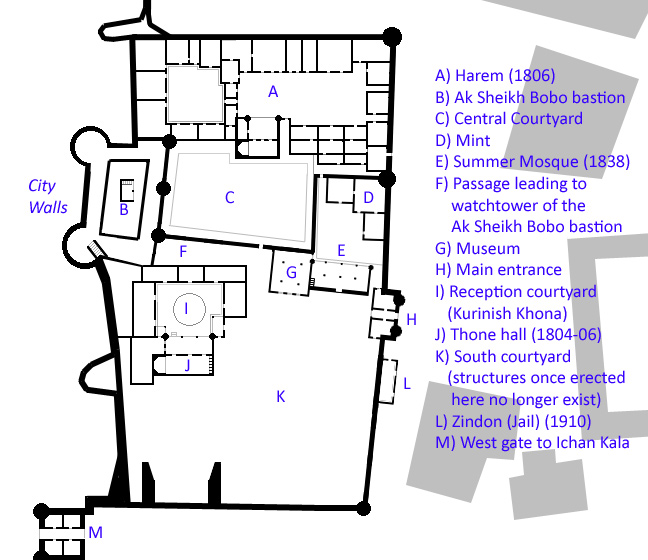 A
City
Walls
B
C
D
E
F
G
H
I
J
K
L
M
A) Harem (1806)
B) Ak Sheikh Bobo bastion
C) Central Courtyard
D) Mint
E) Summer Mosque (1838)
F) Passage leading to
watchtower of the
Ak Sheikh Bobo bastion
G) Museum
H) Main entrance
I) Reception courtyard
(Kurinish Khona)
J) Thone hall (1804-06)
K) South courtyard
(structures once erected
here no longer exist)
L) Zindon (Jail) (1910)
M) West gate to Ichan Kala